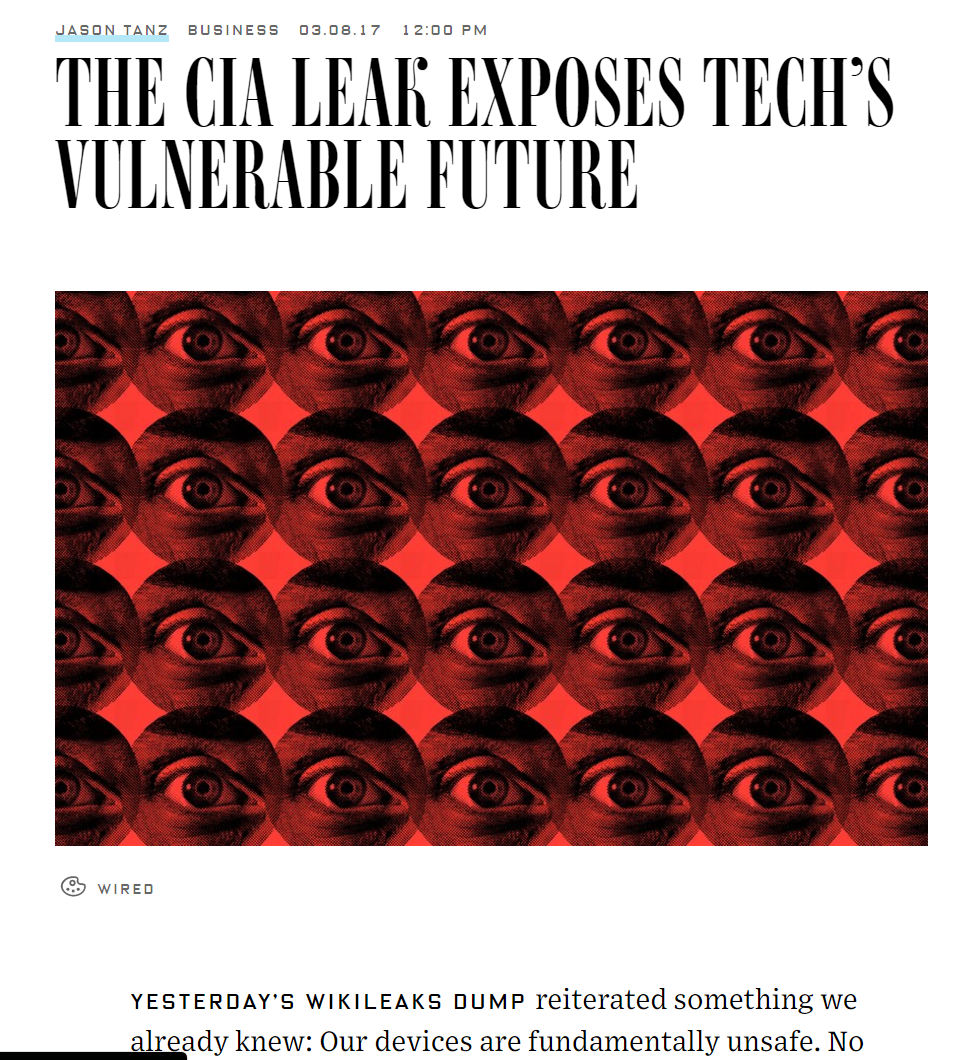 JASON TANZ BUSINESS 03.08.17 12:00 PM
THE CIA LEAK EXPOSES TECH’S
VULNERABLE FUTURE
WIRED
YESTERDAY’S WIKILEAKS DUMP reiterated something we
already knew: Our devices are fundamentally unsafe. No